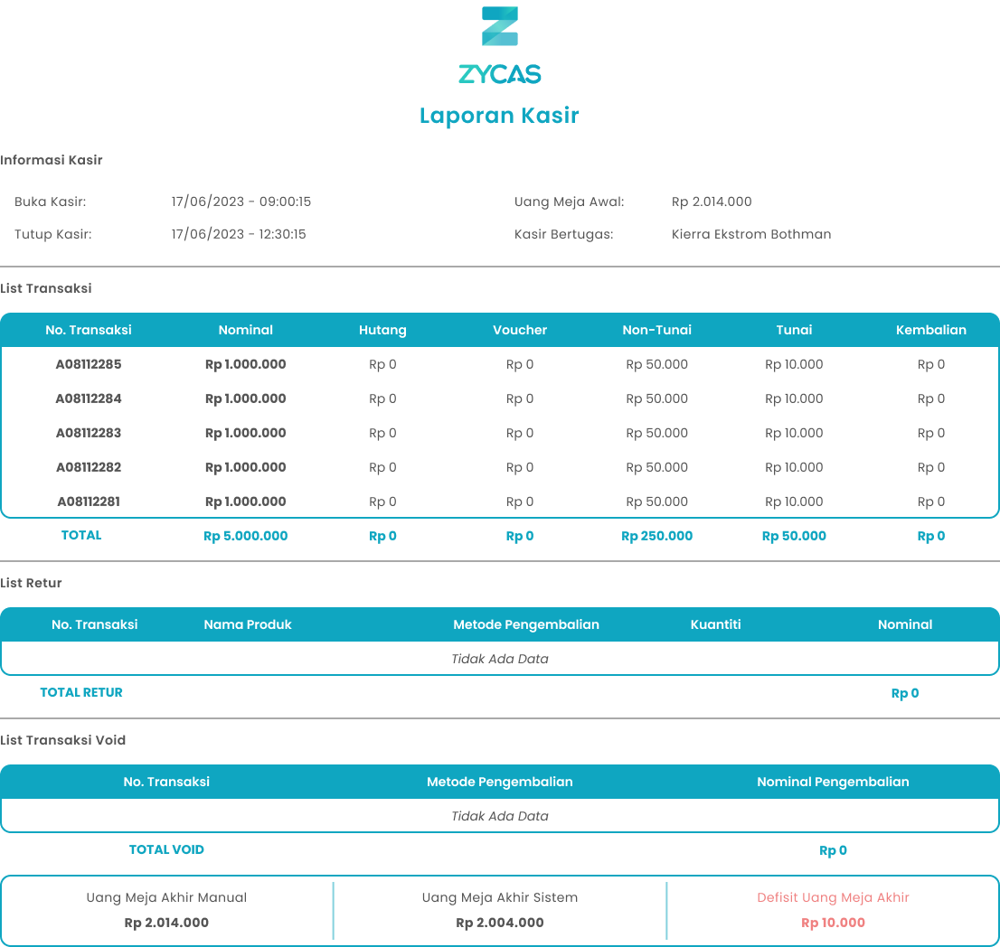 ZYCAS
Laporan Kasir
Informasi Kasir
Buka Kasir: 17/06/2023 - 09:00:15 Uang Meja Awal: Rp 2.014.000
Tutup Kasir: 17/06/2023 - 12:30:15 Kasir Bertugas: Kierra Ekstrom Bothman
List Transaksi
No. Transaksi Nominal Hutang Voucher Non-Tunai Tunai Kembalian
A08112285 Rp 1.000.000 Rp 0 Rp 0 Rp 50.000 Rp 10.000 Rp 0
A08112284 Rp 1.000.000 Rp 0 Rp 0 Rp 50.000 Rp 10.000 Rp 0
A08112283 Rp 1.000.000 Rp 0 Rp 0 Rp 50.000 Rp 10.000 Rp 0
A08112282 Rp 1.000.000 Rp 0 Rp 0 Rp 50.000 Rp 10.000 Rp 0
A08112281 Rp 1.000.000 Rp 0 Rp 0 Rp 50.000 Rp 10.000 Rp 0
TOTAL Rp 5.000.000 Rp 0 Rp 0 Rp 250.000 Rp 50.000 Rp 0
List Retur
No. Transaksi Nama Produk Metode Pengembalian Kuantiti Nominal
Tidak Ada Data
TOTAL RETUR Rp 0
List Transaksi Void
No. Transaksi Metode Pengembalian Nominal Pengembalian
Tidak Ada Data
TOTAL VOID Rp 0
Uang Meja Akhir Manual Uang Meja Akhir Sistem Defisit Uang Meja Akhir
Rp 2.014.000 Rp 2.004.000 Rp 10.000